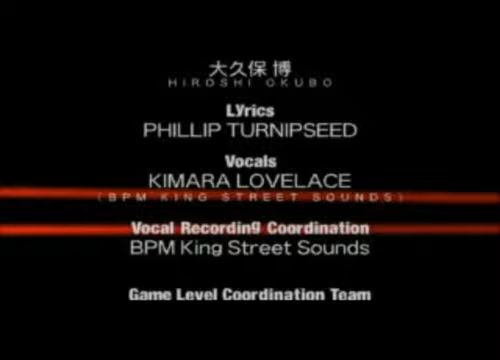 大久保 博
HIROSHI OKUBO
Lyrics
PHILLIP TURNIPSEED
Vocals
KIMARA LOVELACE
(BPM KING STREET SOUNDS)
Vocal Recording Coordination
BPM King Street Sounds
Game Level Coordination Team